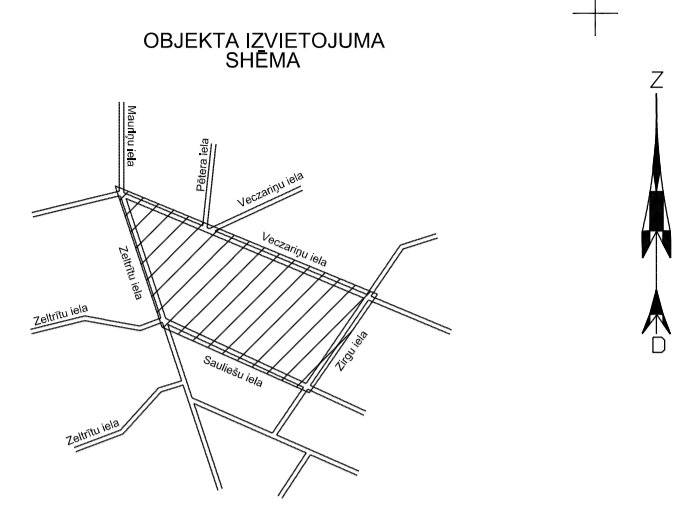 OBJEKTA IZVIETOJUMA
SHĒMA
Z
Mauriņu iela
Pētera iela
Veczariņu iela
Veczariņu iela
Zeltrītu iela
Zeltrītu iela
Zirgu iela
Sauliešu iela
Zeltrītu iela
D